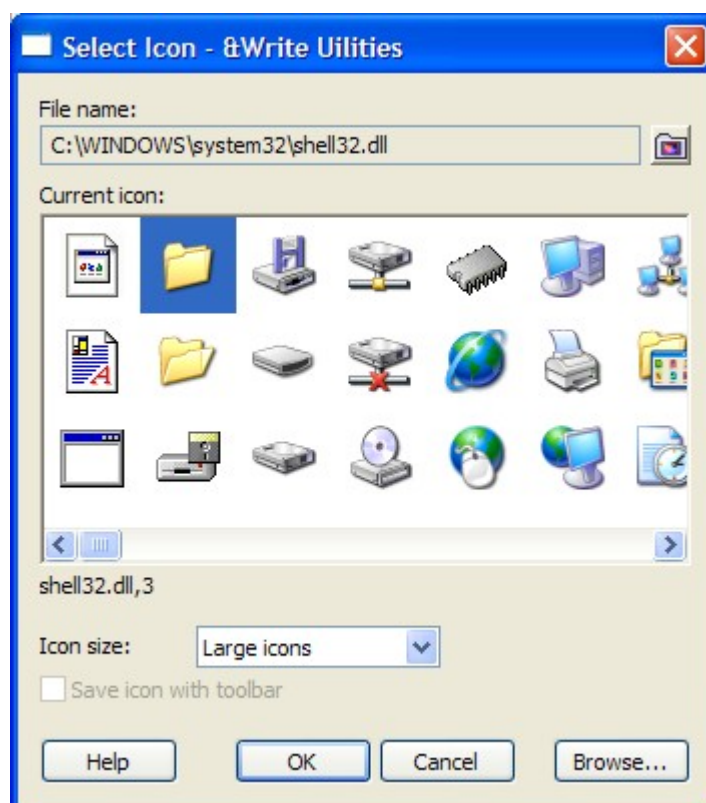 Select Icon - &Write Uilities
File name:
C:\WINDOWS\system32\shell32.dll
Current icon:
shell32.dll,3
Icon size:
Large icons
Save icon with toolbar
Help
OK
Cancel
Browse...